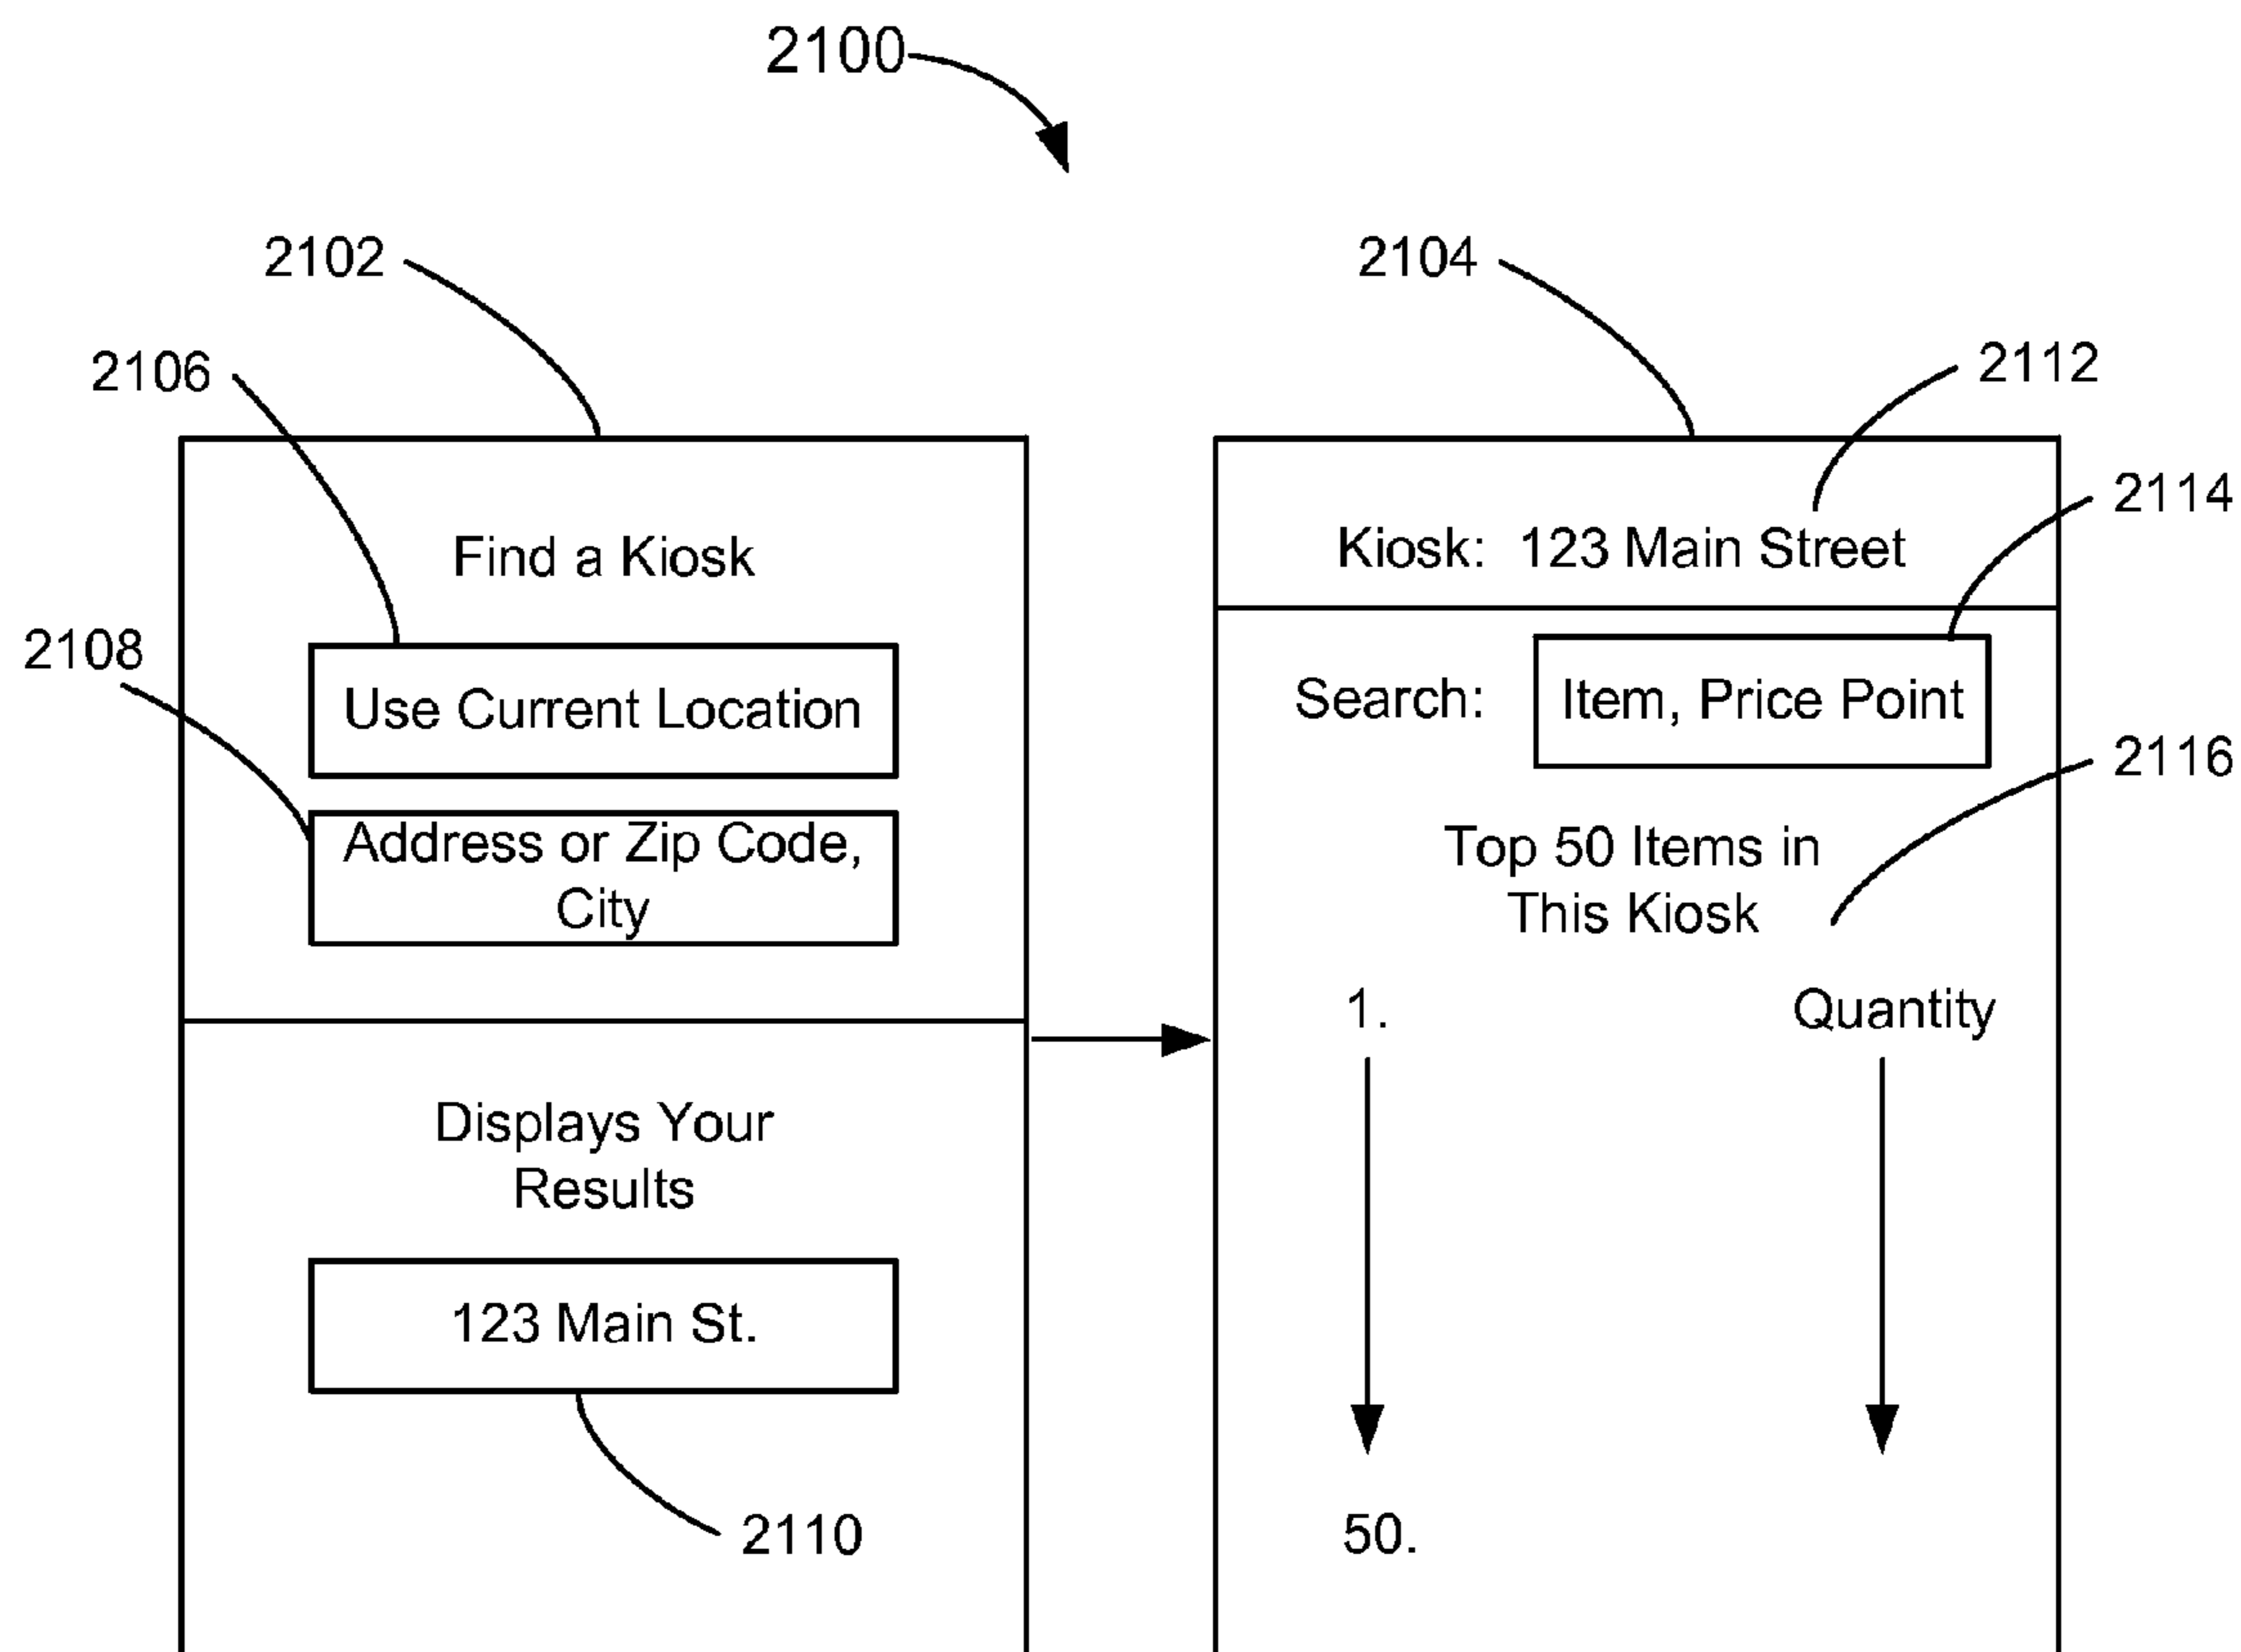 2100
2102
2104
2106
2112
2114
Find a Kiosk
Kiosk: 123 Main Street
2108
Use Current Location
Search: Item, Price Point
2116
Address or Zip Code,
City
Top 50 Items in
This Kiosk
1. Quantity
Displays Your
Results
123 Main St.
2110
50.